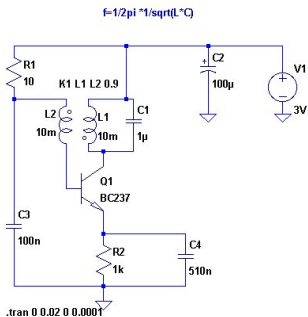 f=1/2pi *1/sqrt(L*C)
R1
10
K1 L1 L2 0.9
L2
10m
L1
10m
C1
1µ
C2
100µ
V1
3V
Q1
BC237
C3
100n
R2
1k
C4
510n
.tran 0 0.02 0 0.0001